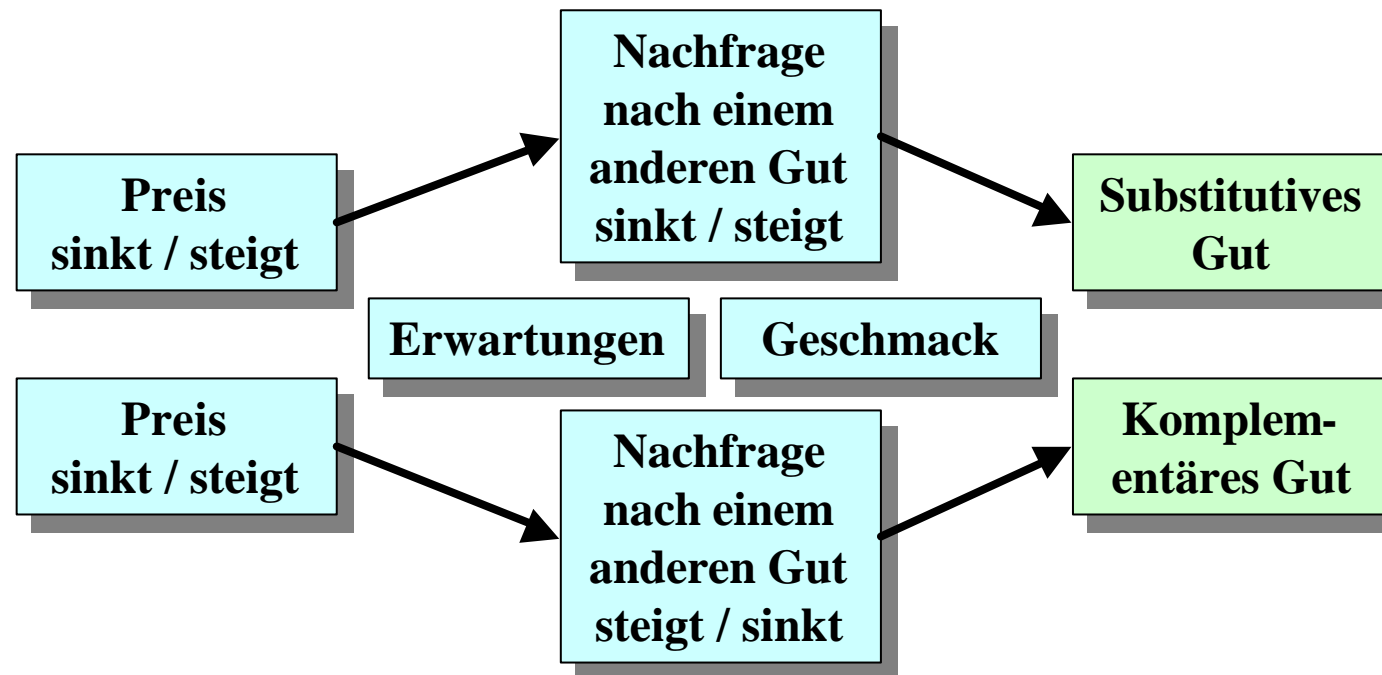 Preis
sinkt / steigt
Nachfrage
nach einem
anderen Gut
sinkt / steigt
Substitutives
Gut
Erwartungen
Geschmack
Preis
sinkt / steigt
Nachfrage
nach einem
anderen Gut
steigt / sinkt
Komplem-
entäres Gut